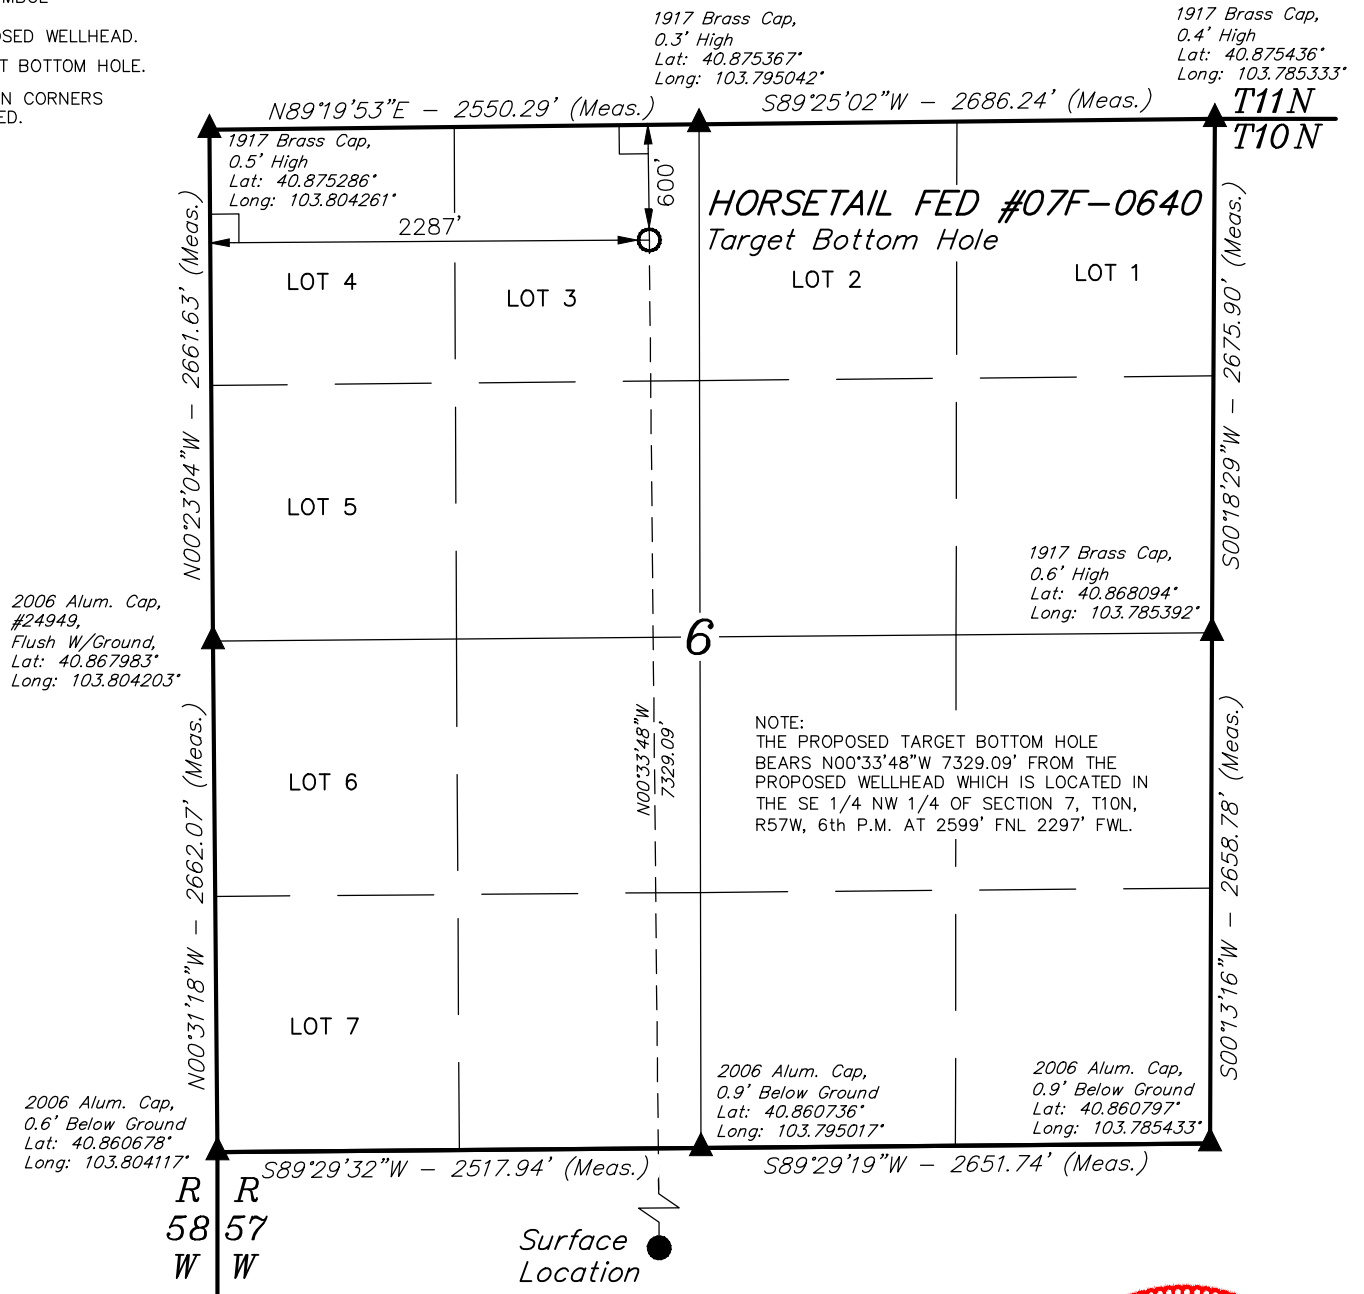 OSED WELLHEAD.
T BOTTOM HOLE.
N CORNERS
ED.
1917 Brass Cap,
0.3' High
Lat: 40.875367°
Long: 103.795042°
1917 Brass Cap,
0.4' High
Lat: 40.875436°
Long: 103.785333°
N89°19'53"E – 2550.29' (Meas.)
S89°25'02"W – 2686.24' (Meas.)
T11N
T10N
1917 Brass Cap,
0.5' High
Lat: 40.875286°
Long: 103.804261°
600'
2287'
HORSETAIL FED #07F–0640
Target Bottom Hole
N00°23'04"W – 2661.63' (Meas.)
S00°18'29"W – 2675.90' (Meas.)
LOT 4
LOT 3
LOT 2
LOT 1
LOT 5
1917 Brass Cap,
0.6' High
Lat: 40.868094°
Long: 103.785392°
2006 Alum. Cap,
#24949,
Flush W/Ground,
Lat: 40.867983°
Long: 103.804203°
6
N00°33'48"W
7329.09'
NOTE:
THE PROPOSED TARGET BOTTOM HOLE
BEARS N00°33'48"W 7329.09' FROM THE
PROPOSED WELLHEAD WHICH IS LOCATED IN
THE SE 1/4 NW 1/4 OF SECTION 7, T10N,
R57W, 6th P.M. AT 2599' FNL 2297' FWL.
LOT 6
N00°31'18"W – 2662.07' (Meas.)
S00°13'16"W – 2658.78' (Meas.)
LOT 7
2006 Alum. Cap,
0.6' Below Ground
Lat: 40.860678°
Long: 103.804117°
2006 Alum. Cap,
0.9' Below Ground
Lat: 40.860736°
Long: 103.795017°
2006 Alum. Cap,
0.9' Below Ground
Lat: 40.860797°
Long: 103.785433°
S89°29'32"W – 2517.94' (Meas.)
S89°29'19"W – 2651.74' (Meas.)
R R
58 57
W W
Surface
Location